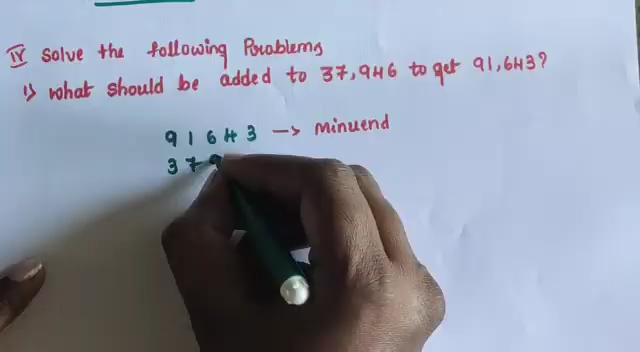 IV Solve the following Problems
1) what should be added to 37,946 to get 91,643?
9 1 6 4 3 → Minuend
3 7 9